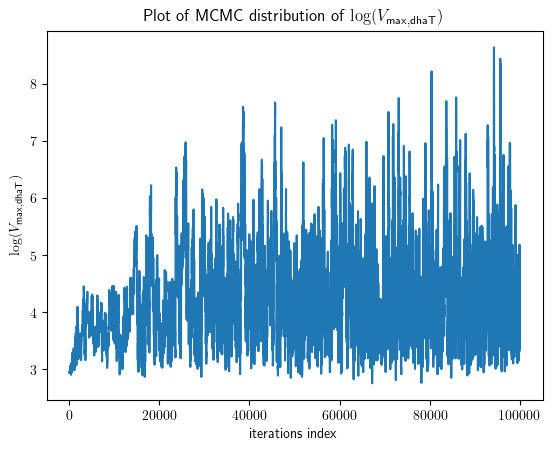 Plot of MCMC distribution of log(V_max,dhaT)
log(V_max,dhaT)
8
7
6
5
4
3
0 20000 40000 60000 80000 100000
iterations index